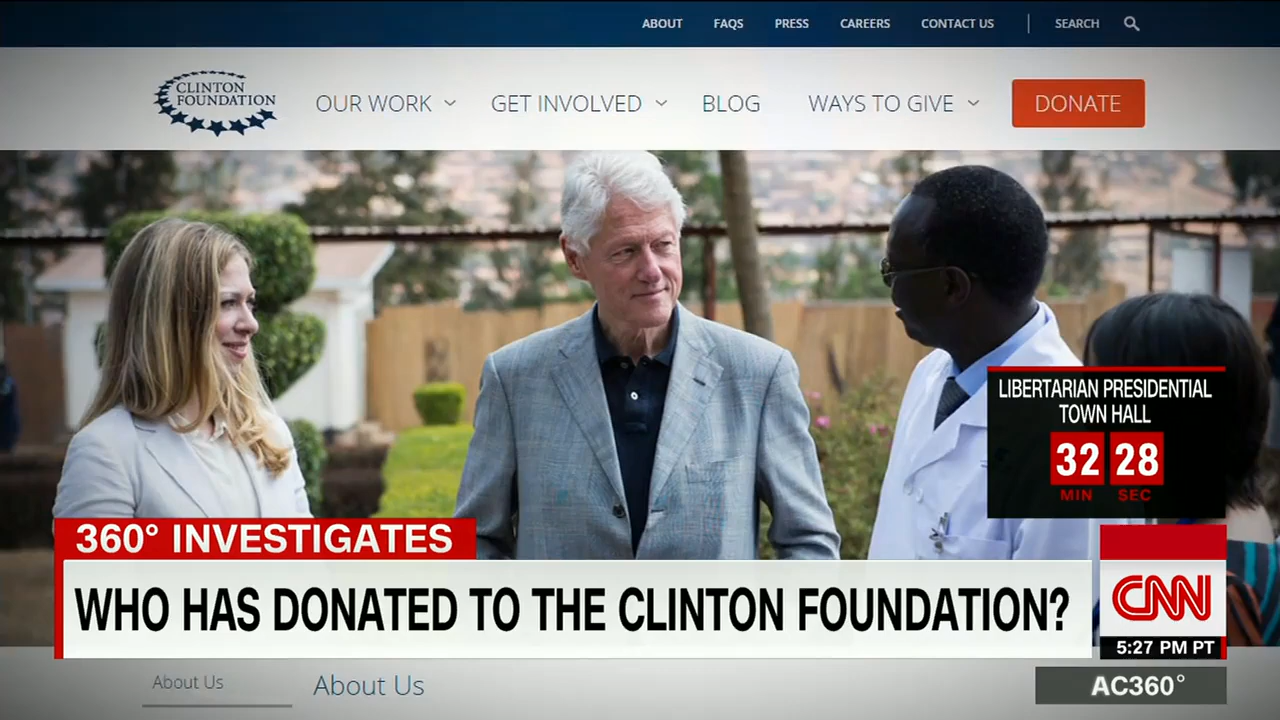 ABOUT FAQS PRESS CAREERS CONTACT US SEARCH
CLINTON
FOUNDATION
OUR WORK GET INVOLVED BLOG WAYS TO GIVE DONATE
LIBERTARIAN PRESIDENTIAL
TOWN HALL
32 28
MIN SEC
360° INVESTIGATES
WHO HAS DONATED TO THE CLINTON FOUNDATION?
CNN
5:27 PM PT
About Us About Us
AC360°